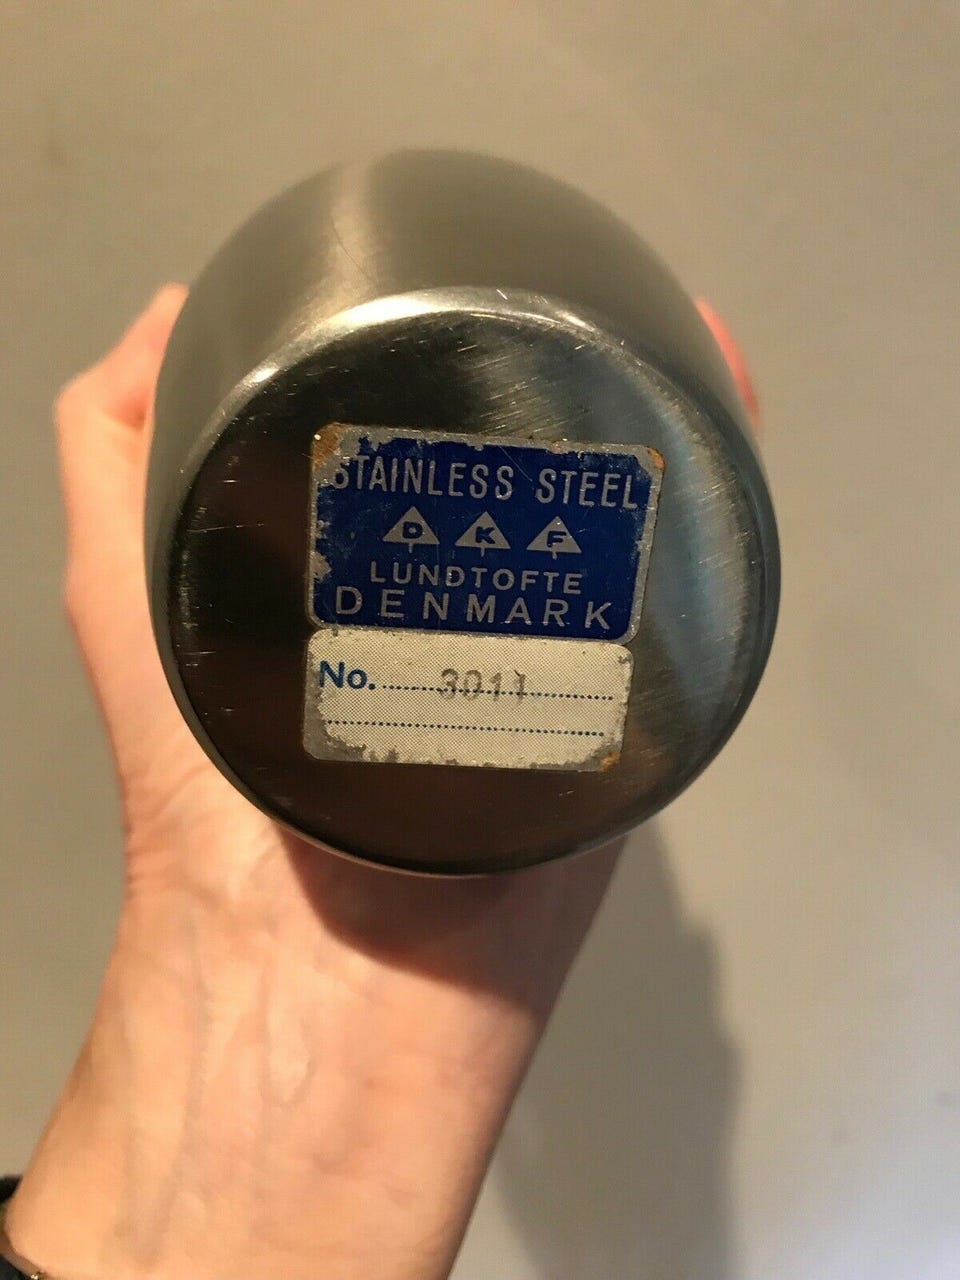 STAINLESS STEEL
D K F
LUNDTOFTE
DENMARK
No. 3011